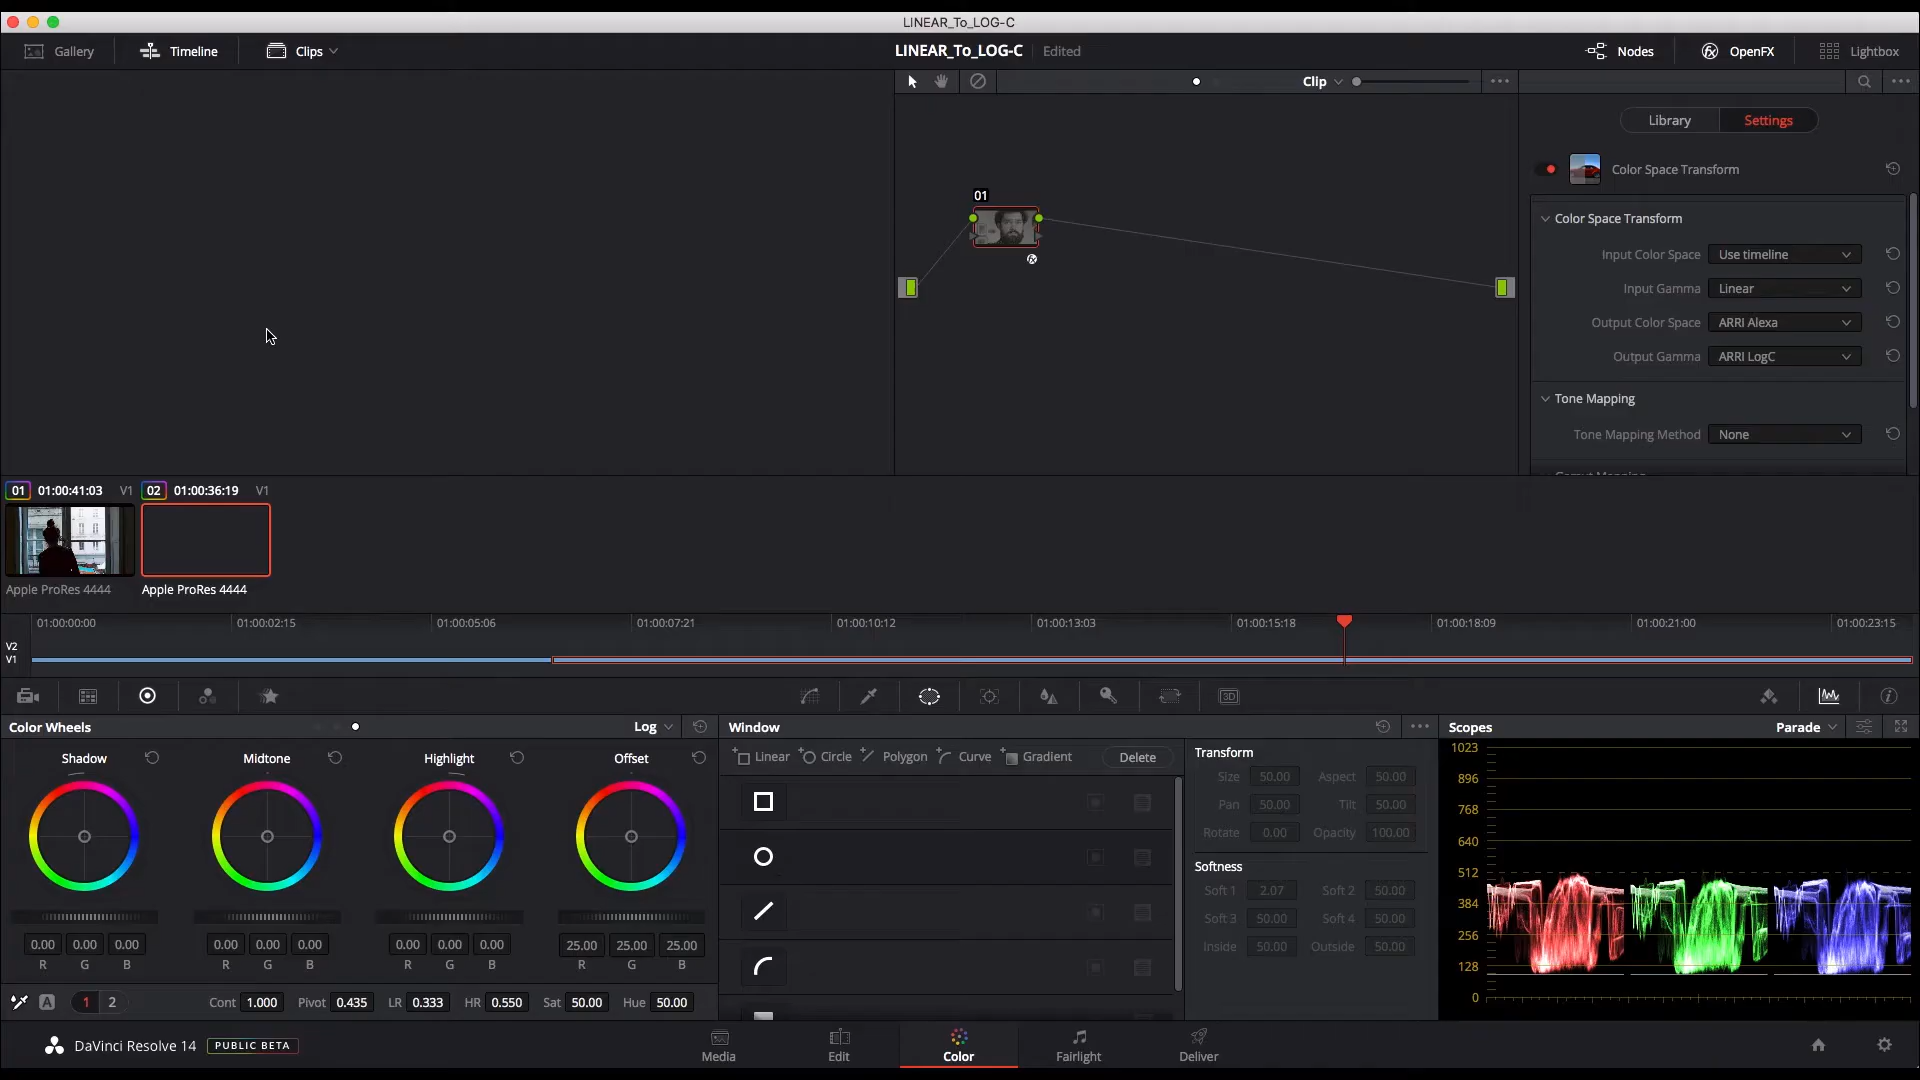 LINEAR_To_LOG-C
Gallery Timeline Clips LINEAR_To_LOG-C Edited Nodes OpenFX Lightbox
Clip
Library Settings
Color Space Transform
01
Color Space Transform
Input Color Space Use timeline
Input Gamma Linear
Output Color Space ARRI Alexa
Output Gamma ARRI LogC
Tone Mapping
Tone Mapping Method None
01 01:00:41:03 V1 02 01:00:36:19 V1
Apple ProRes 4444 Apple ProRes 4444
01:00:00:00 01:00:02:15 01:00:05:06 01:00:07:21 01:00:10:12 01:00:13:03 01:00:15:18 01:00:18:09 01:00:21:00 01:00:23:15
V2
V1
3D
Color Wheels Log Window Scopes Parade
Shadow Midtone Highlight Offset
Linear Circle Polygon Curve Gradient Delete
Transform
Size 50.00 Aspect 50.00
Pan 50.00 Tilt 50.00
Rotate 0.00 Opacity 100.00
Softness
Soft 1 2.07 Soft 2 50.00
Soft 3 50.00 Soft 4 50.00
Inside 50.00 Outside 50.00
1023
896
768
640
512
384
256
128
0
0.00 0.00 0.00 0.00 0.00 0.00 0.00 0.00 0.00 25.00 25.00 25.00
R G B R G B R G B R G B
A 1 2 Cont 1.000 Pivot 0.435 LR 0.333 HR 0.550 Sat 50.00 Hue 50.00
DaVinci Resolve 14 PUBLIC BETA Media Edit Color Fairlight Deliver